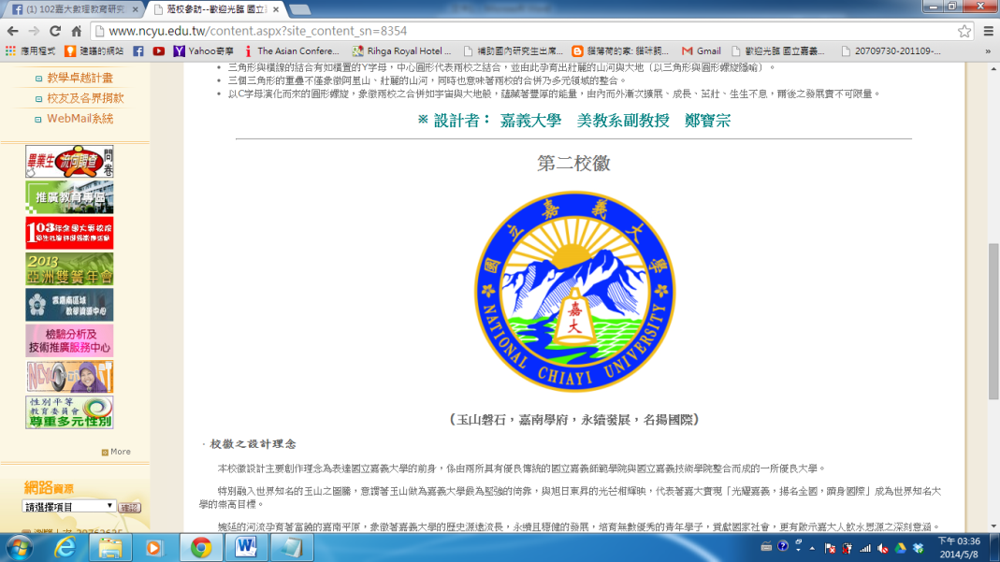 (1) 102嘉大數理教育研究
蒞校參訪--歡迎光臨 國立
www.ncyu.edu.tw/content.aspx?site_content_sn=8354
應用程式 建議的網站 Yahoo奇摩 The Asian Confere... Rihga Royal Hotel ... 補助國內研究生出席... 貓薄荷的家: 貓咪飼... Gmail 歡迎光臨 國立嘉義... 20709730-201109-... »
教學卓越計畫
校友及各界捐款
WebMail系統
畢業生流向調查問卷
推廣教育專區
2013
亞洲雙簧年會
雲嘉南區域
教學資源中心
檢驗分析及
技術推廣服務中心
性別平等
教育委員會
尊重多元性別
More
網路資源
請選擇項目 確認
三角形與橫線的結合有如橫置的Y字母,中心圓形代表兩校之結合,並由此孕育出壯麗的山河與大地(以三角形與圓形螺旋隱喻)。
三個三角形的重疊不僅象徵阿里山、壯麗的山河,同時也意味著兩校的合併乃多元領域的整合。
以C字母演化而來的圓形螺旋,象徵兩校之合併如宇宙與大地般,蘊藏著豐厚的能量,由內而外漸次擴展、成長、茁壯、生生不息,爾後之發展實不可限量。
※ 設計者: 嘉義大學 美教系副教授 鄭寶宗
第二校徽
國立嘉義大學
嘉大
NATIONAL CHIAYI UNIVERSITY
(玉山磐石,嘉南學府,永續發展,名揚國際)
‧校徽之設計理念
本校徽設計主要創作理念為表達國立嘉義大學的前身,係由兩所具有優良傳統的國立嘉義師範學院與國立嘉義技術學院整合而成的一所優良大學。
特別融入世界知名的玉山之圖騰,意謂著玉山做為嘉義大學最為堅強的倚靠,與旭日東昇的光芒相輝映,代表著嘉大實現「光耀嘉義,揚名全國,躋身國際」成為世界知名大
學的崇高目標。
蜿蜒的河流孕育著富饒的嘉南平原,象徵著嘉義大學的歷史源遠流長,永續且穩健的發展,培育無數優秀的青年學子,貢獻國家社會,更有啟示嘉大人飲水思源之深刻意涵。
下午 03:36
2014/5/8